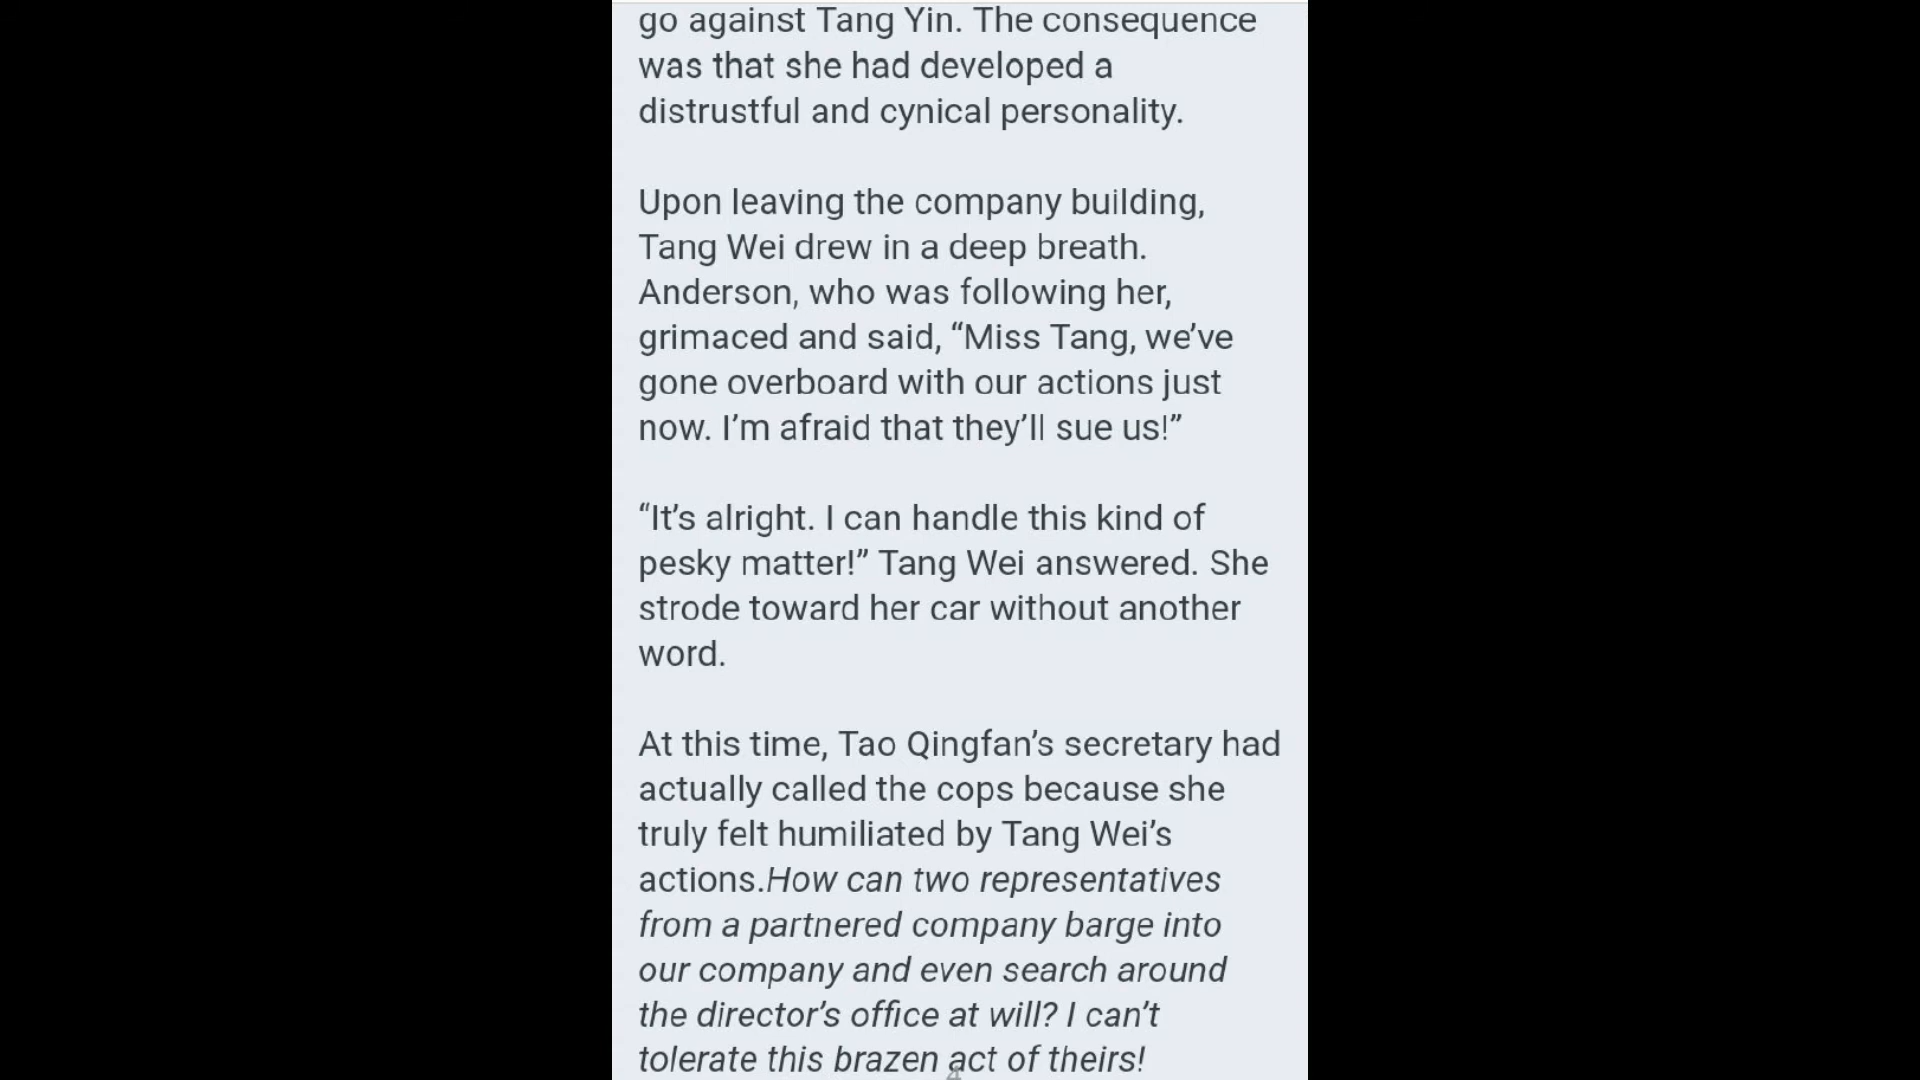 go against Tang Yin. The consequence
was that she had developed a
distrustful and cynical personality.
Upon leaving the company building,
Tang Wei drew in a deep breath.
Anderson, who was following her,
grimaced and said, “Miss Tang, we’ve
gone overboard with our actions just
now. I’m afraid that they’ll sue us!”
“It’s alright. I can handle this kind of
pesky matter!” Tang Wei answered. She
strode toward her car without another
word.
At this time, Tao Qingfan’s secretary had
actually called the cops because she
truly felt humiliated by Tang Wei’s
actions.How can two representatives
from a partnered company barge into
our company and even search around
the director’s office at will? I can’t
tolerate this brazen act of theirs!